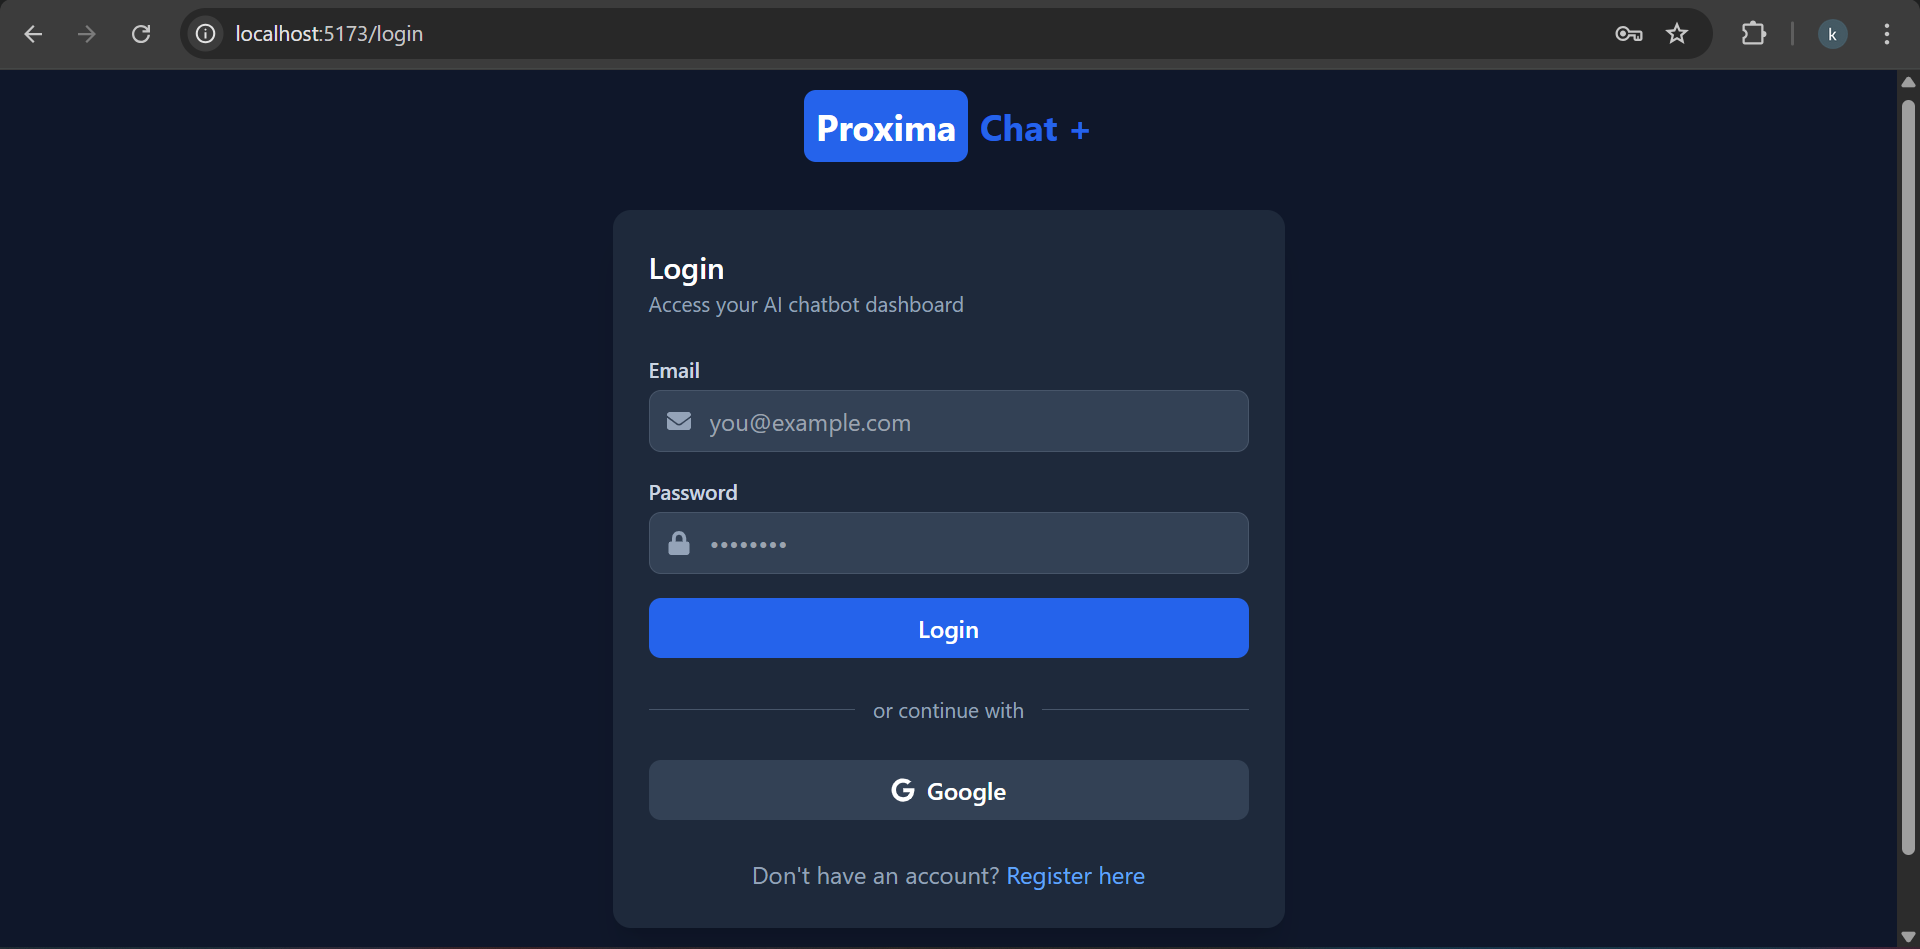 localhost:5173/login
k
Proxima Chat +
Login
Access your AI chatbot dashboard
Email
you@example.com
Password
••••••••
Login
or continue with
G Google
Don't have an account? Register here